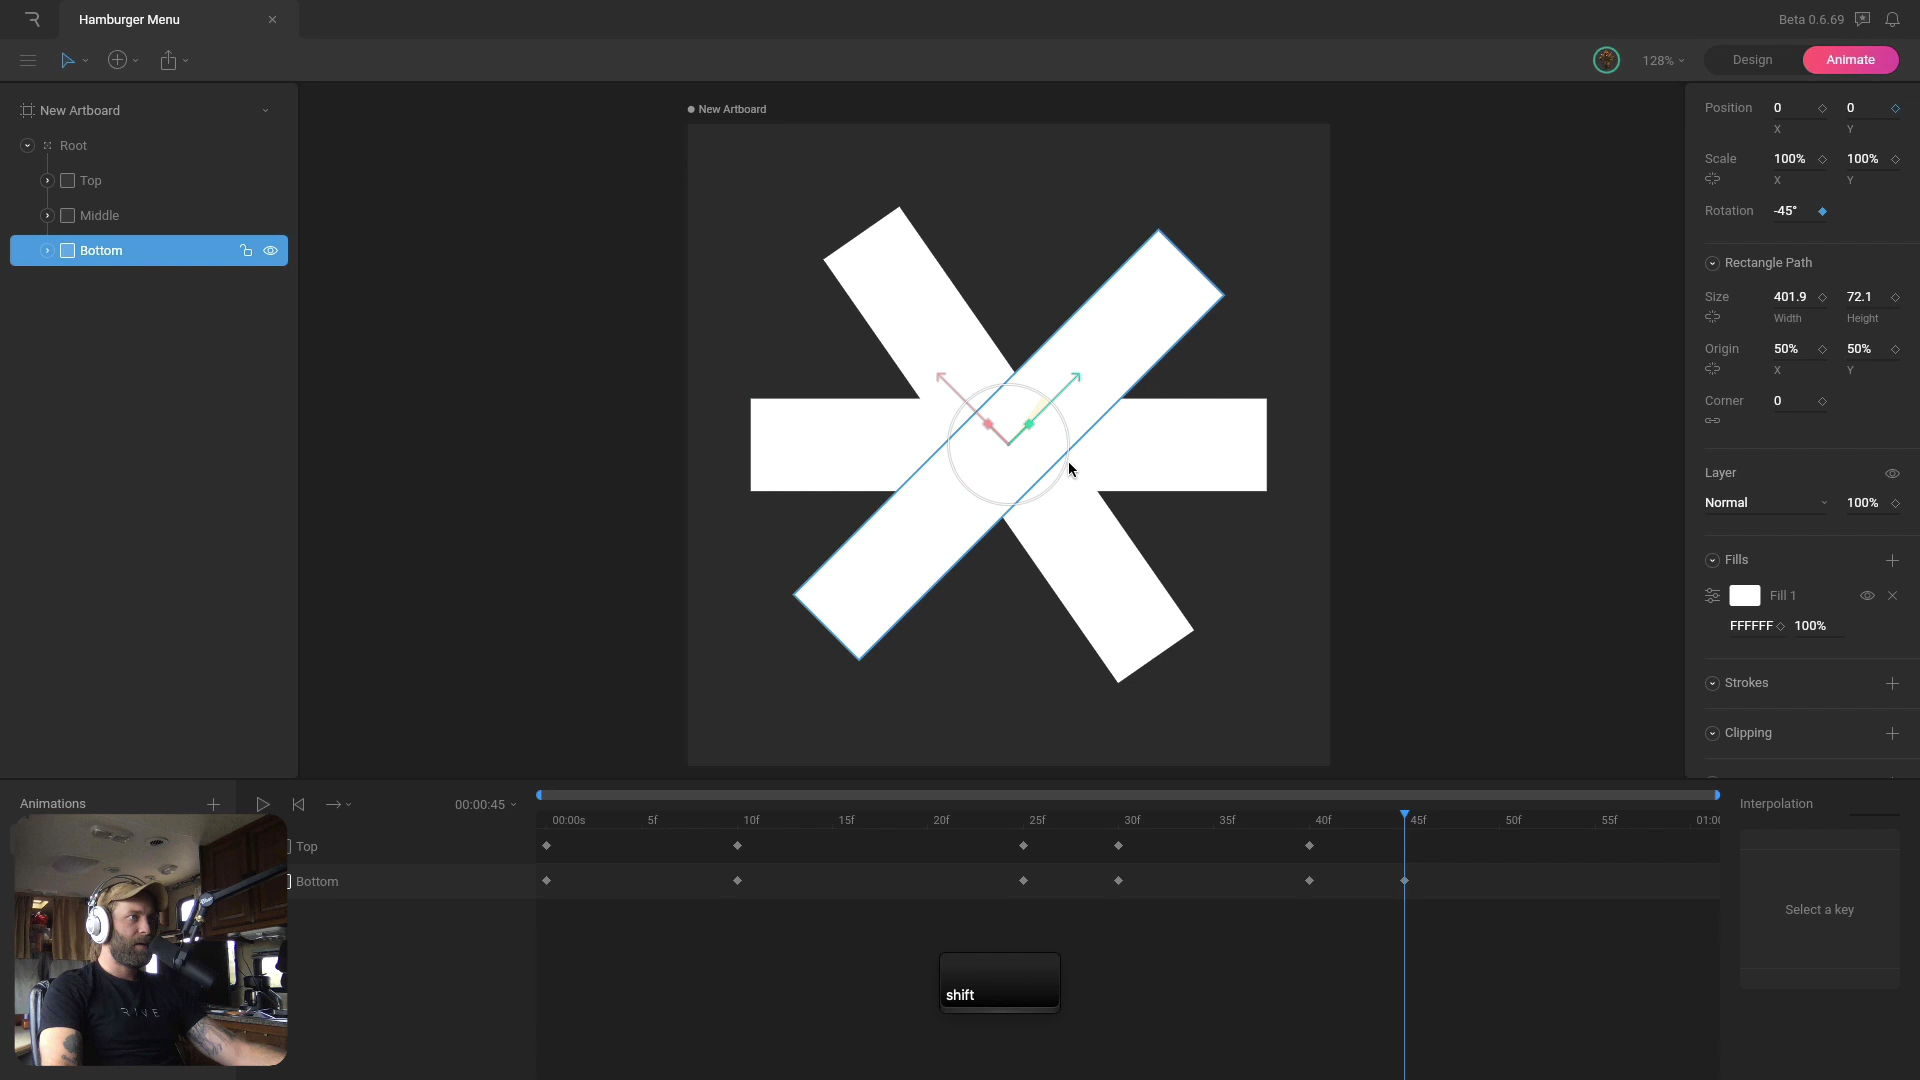 Hamburger Menu
Beta 0.6.69
128%
Design
Animate
New Artboard
Root
Top
Middle
Bottom
New Artboard
Position 0 0
X Y
Scale 100% 100%
X Y
Rotation -45°
Rectangle Path
Size 401.9 72.1
Width Height
Origin 50% 50%
X Y
Corner 0
Layer
Normal 100%
Fills
Fill 1
FFFFFF 100%
Strokes
Clipping
Animations
00:00:45
00:00s 5f 10f 15f 20f 25f 30f 35f 40f 45f 50f 55f 01:00
Top
Bottom
Interpolation
Select a key
shift
RIVE